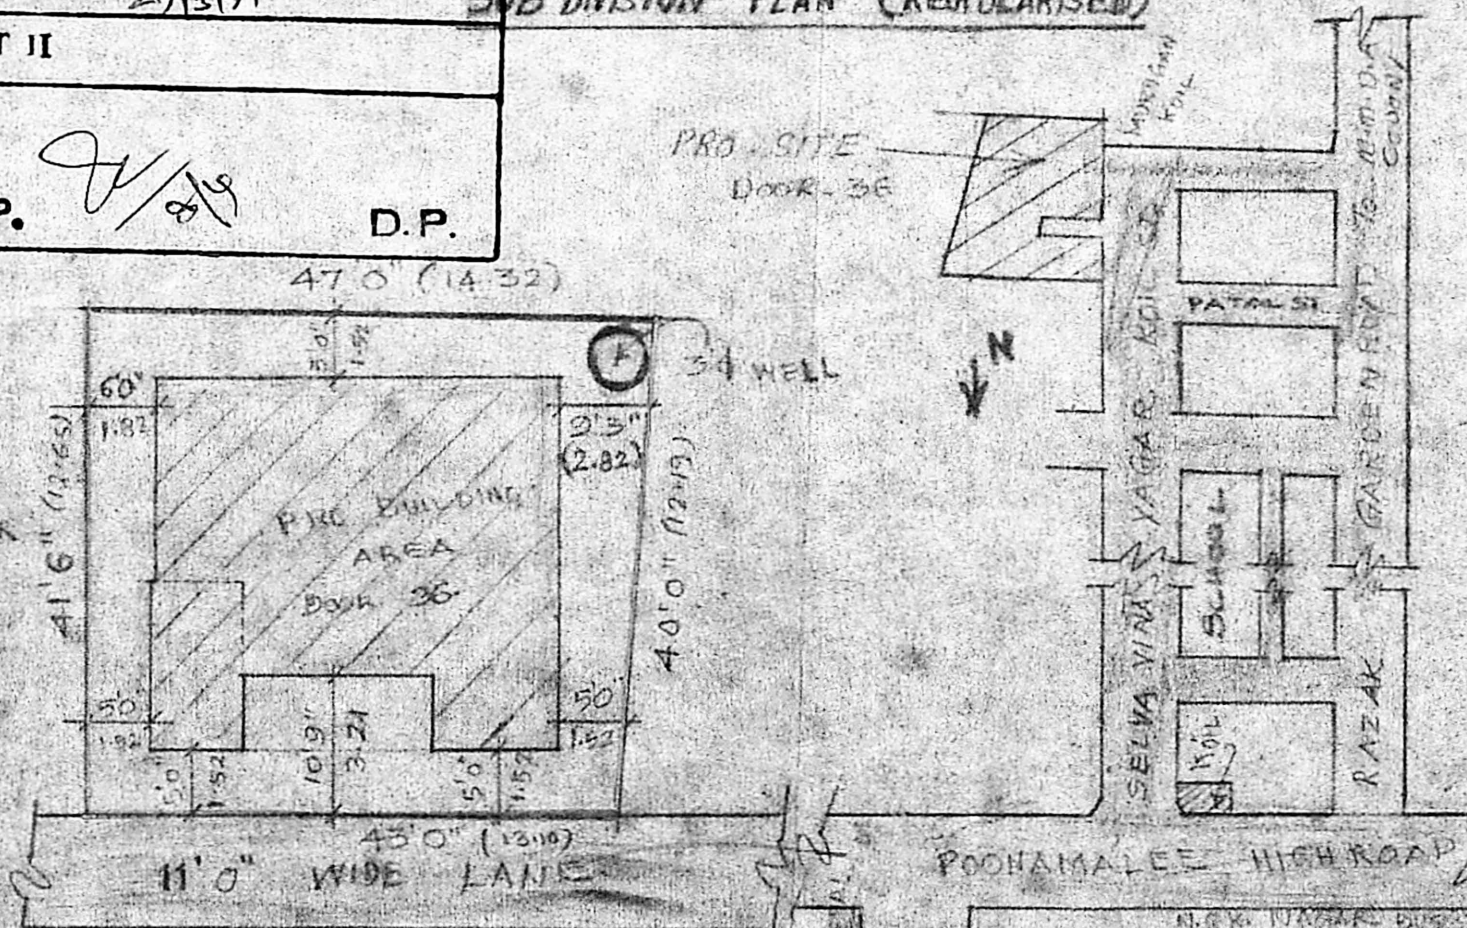 SUB DIVISION PLAN (REGULARISED)
T II
P.
D.P.
PRO. SITE
DOOR-36
KOIL
M.M.D.A
COLONY
47'0" (14.32)
5'0"
1.52
WELL
N
PATAIL ST
6'0"
1.82
9'3"
(2.82)
41'6" (12.65)
40'0" (12.19)
PRO BUILDING
AREA
DOOR 36
5'0"
1.52
10'9"
3.21
5'0"
1.52
5'0"
1.52
5'0"
1.52
43'0" (13.10)
11'0" WIDE LANE
SELVA VINAYAGAR KOIL ST
RAZAK GARDEN ROAD TO
SCHOOL
KOIL
POONAMALEE HIGH ROAD